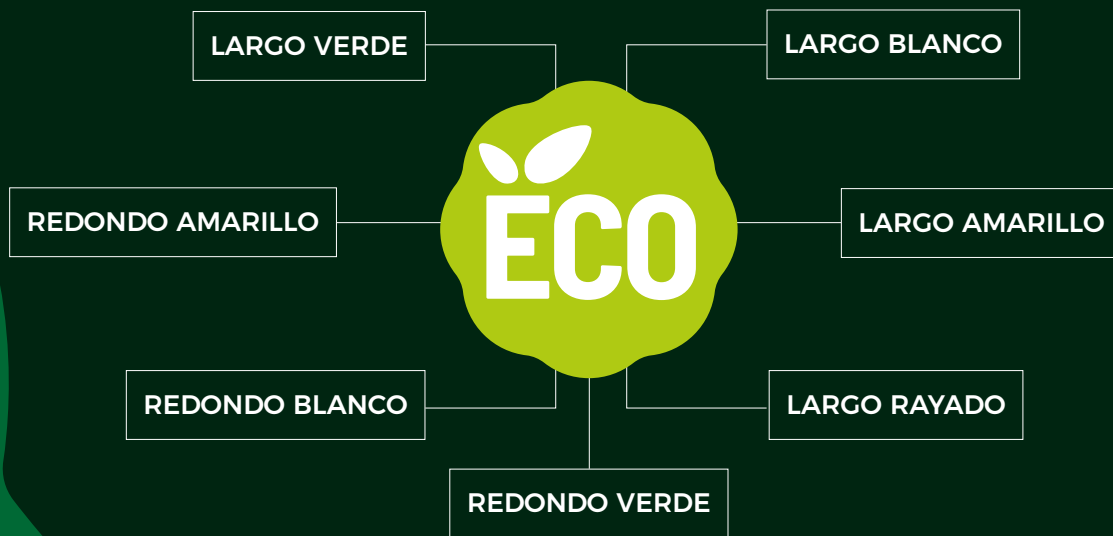 LARGO VERDE
LARGO BLANCO
REDONDO AMARILLO
ECO
LARGO AMARILLO
REDONDO BLANCO
LARGO RAYADO
REDONDO VERDE